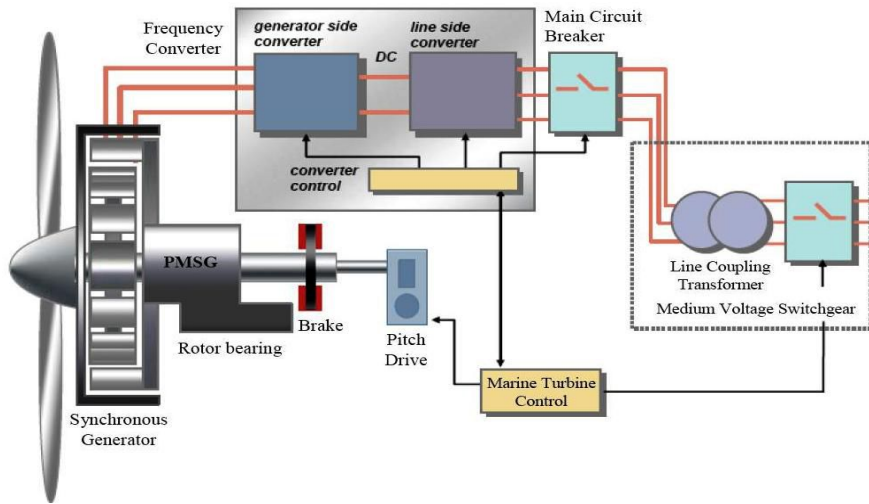 Frequency
Converter
generator side
converter
DC
line side
converter
Main Circuit
Breaker
converter
control
PMSG
Rotor bearing
Brake
Pitch
Drive
Line Coupling
Transformer
Medium Voltage Switchgear
Marine Turbine
Control
Synchronous
Generator